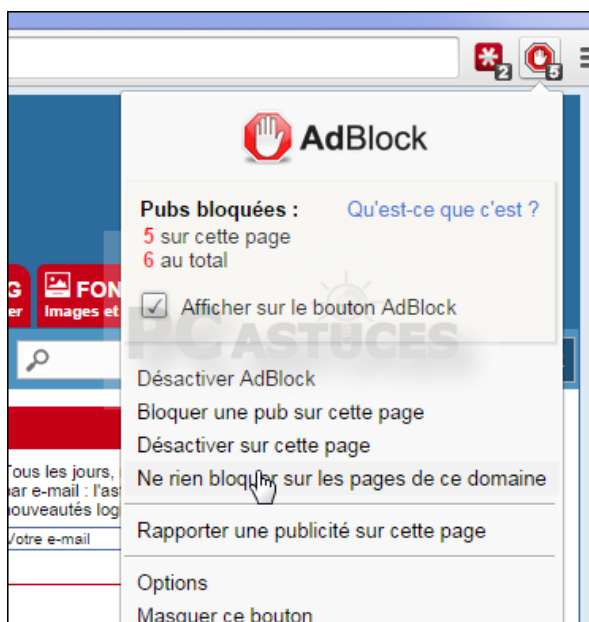 2
5
AdBlock
Pubs bloquées : Qu'est-ce que c'est ?
5 sur cette page
6 au total
G
FON
er
Images et
Afficher sur le bouton AdBlock
PC ASTUCES
Désactiver AdBlock
Bloquer une pub sur cette page
Désactiver sur cette page
Ne rien bloquer sur les pages de ce domaine
Tous les jours,
par e-mail : l'as
nouveautés log
Votre e-mail
Rapporter une publicité sur cette page
Options
Masquer ce bouton